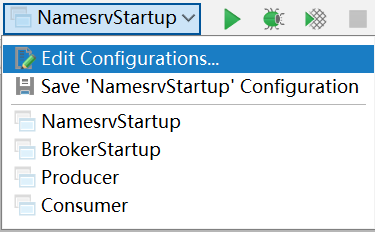 NamesrvStartup
Edit Configurations...
Save 'NamesrvStartup' Configuration
NamesrvStartup
BrokerStartup
Producer
Consumer